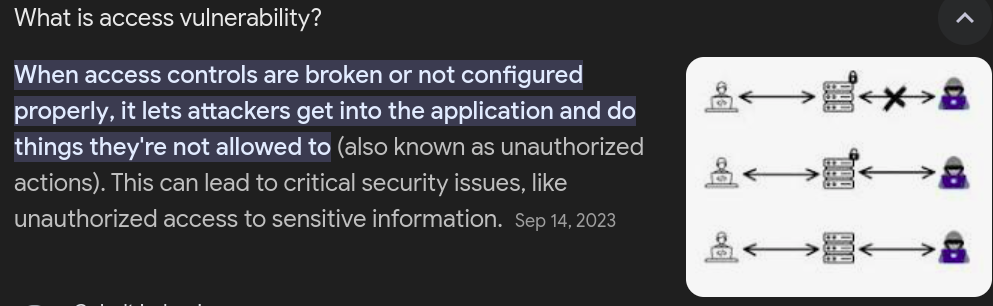 What is access vulnerability?
When access controls are broken or not configured
properly, it lets attackers get into the application and do
things they're not allowed to (also known as unauthorized
actions). This can lead to critical security issues, like
unauthorized access to sensitive information. Sep 14, 2023